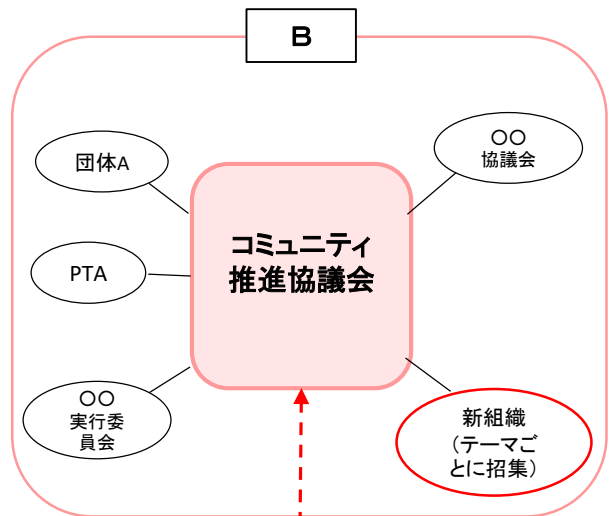 B
団体A
〇〇
協議会
コミュニティ
推進協議会
PTA
〇〇
実行委
員会
新組織
(テーマご
とに招集)